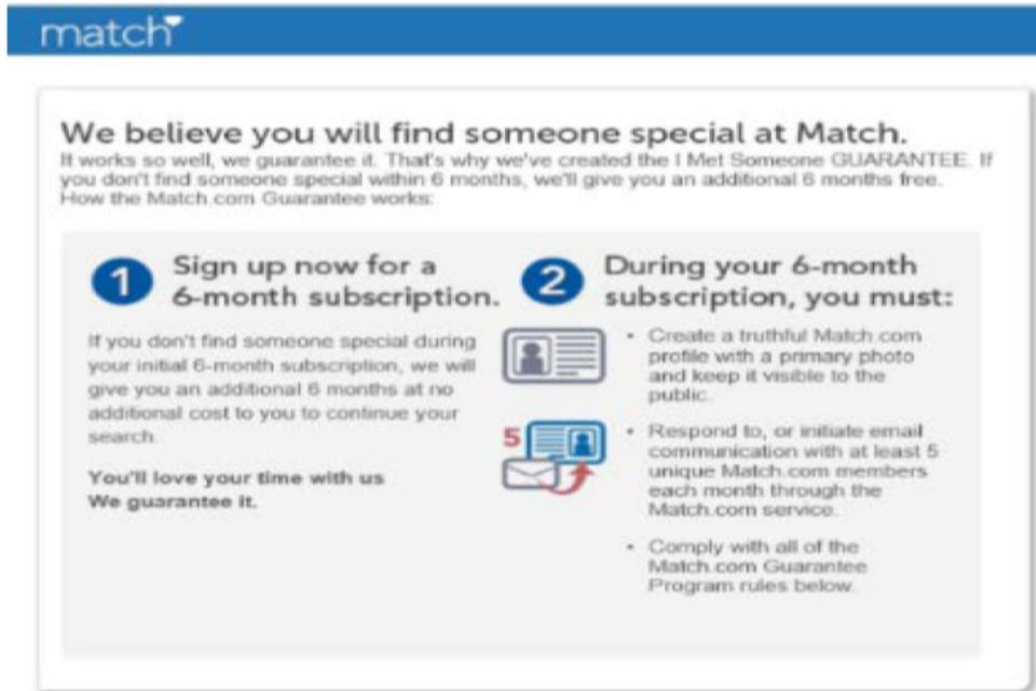 match
We believe you will find someone special at Match.
It works so well, we guarantee it. That's why we've created the I Met Someone GUARANTEE. If
you don't find someone special within 6 months, we'll give you an additional 6 months free.
How the Match.com Guarantee works:
1 Sign up now for a
6-month subscription.
If you don't find someone special during
your initial 6-month subscription, we will
give you an additional 6 months at no
additional cost to you to continue your
search.
You'll love your time with us
We guarantee it.
2 During your 6-month
subscription, you must:
• Create a truthful Match.com
profile with a primary photo
and keep it visible to the
public.
5
• Respond to, or initiate email
communication with at least 5
unique Match.com members
each month through the
Match.com service.
• Comply with all of the
Match.com Guarantee
Program rules below.